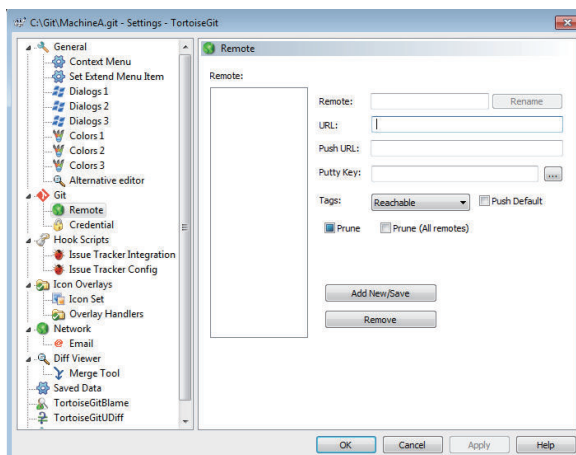 C:\Git\MachineA.git - Settings - TortoiseGit
General
Context Menu
Set Extend Menu Item
Dialogs 1
Dialogs 2
Dialogs 3
Colors 1
Colors 2
Colors 3
Alternative editor
Git
Remote
Credential
Hook Scripts
Issue Tracker Integration
Issue Tracker Config
Icon Overlays
Icon Set
Overlay Handlers
Network
Email
Diff Viewer
Merge Tool
Saved Data
TortoiseGitBlame
TortoiseGitUDiff
Remote
Remote:
Remote:
Rename
URL:
Push URL:
Putty Key:
...
Tags:
Reachable
Push Default
Prune
Prune (All remotes)
Add New/Save
Remove
OK
Cancel
Apply
Help